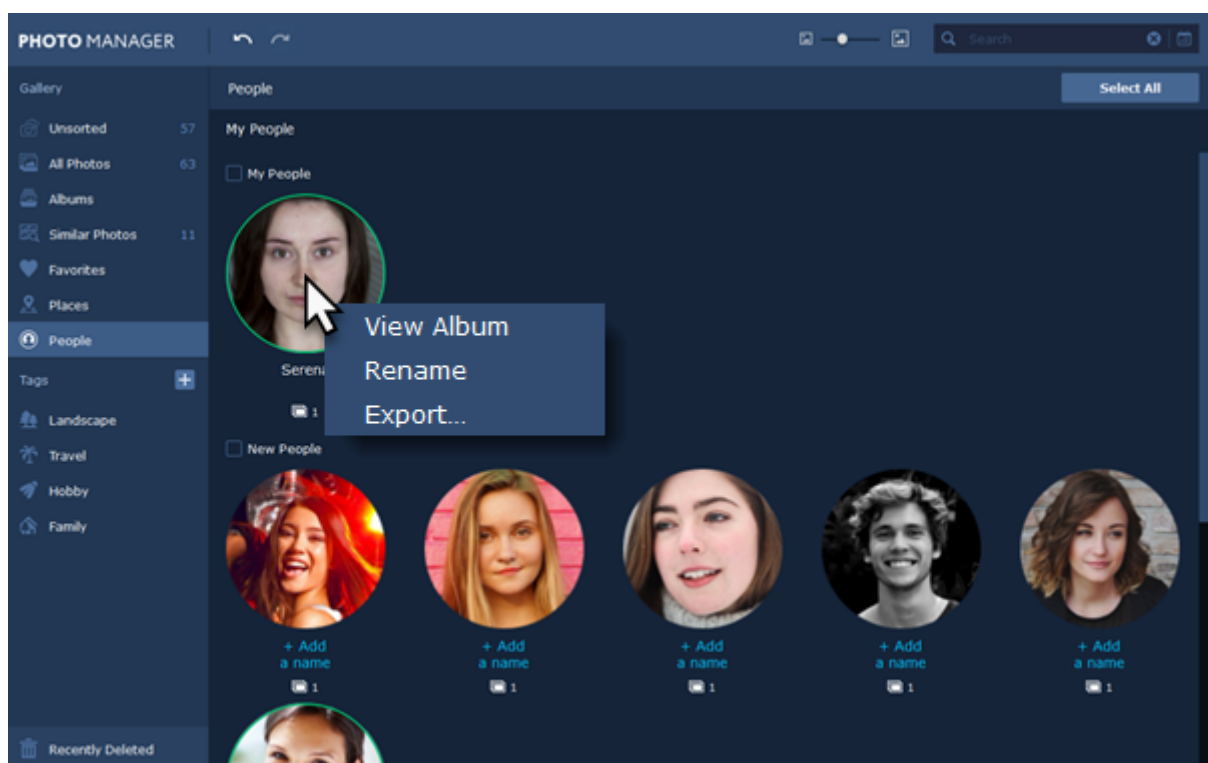 PHOTO MANAGER
Search
Gallery
People
Select All
Unsorted 57
All Photos 63
Albums
Similar Photos 11
Favorites
Places
People
Tags
Landscape
Travel
Hobby
Family
Recently Deleted
My People
My People
View Album
Rename
Export...
1
New People
+ Add
a name
1
+ Add
a name
1
+ Add
a name
1
+ Add
a name
1
+ Add
a name
1